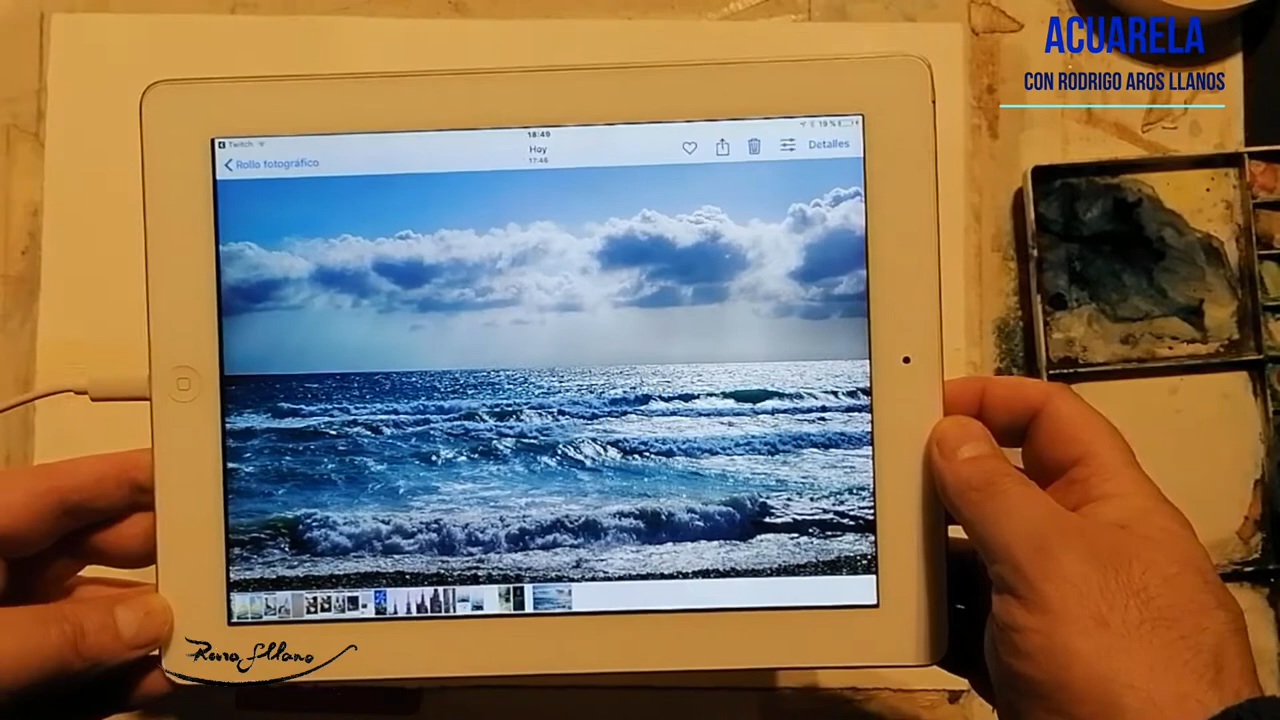 ACUARELA
CON RODRIGO AROS LLANOS
Twitch
18:49
19 %
Hoy
17:46
Rollo fotográfico
Detalles